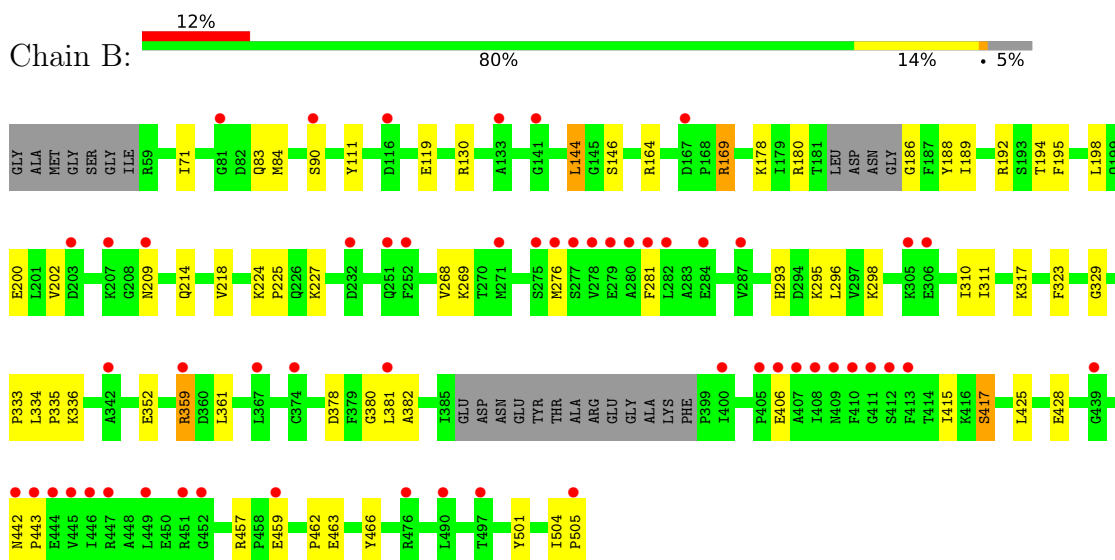 12%
Chain B:
80% 14% • 5%
GLY ALA MET GLY SER GLY ILE R59 I71 G81 D82 Q83 M84 S90 Y111 D116 E119 R130 A133 G141 L144 G145 S146 R164 D167 P168 R169 K178 I179 R180 T181 LEU ASP ASN GLY G186 F187 Y188 I189 R192 S193 T194 F195 L198 Q199
E200 L201 V202 D203 K207 G208 N209 Q214 V218 K224 P225 Q226 K227 D232 Q251 F252 V268 K269 T270 M271 S275 M276 S277 V278 E279 A280 F281 L282 A283 E284 V287 H293 D294 K295 L296 V297 K298 K305 E306 I310 I311 K317 F323 G329
P333 L334 P335 K336 A342 E352 R359 D360 L361 L367 C374 D378 F379 G380 L381 A382 I385 GLU ASP ASN GLU TYR THR THR ALA ARG GLU GLY ALA LYS PHE P399 I400 P405 E406 A407 I408 N409 F410 G411 S412 F413 T414 I415 K416 S417 L425 E428 G439
N442 P443 E444 V445 I446 R447 A448 L449 E450 R451 G452 R457 P458 E459 P462 E463 Y466 R476 L490 T497 Y501 I504 P505